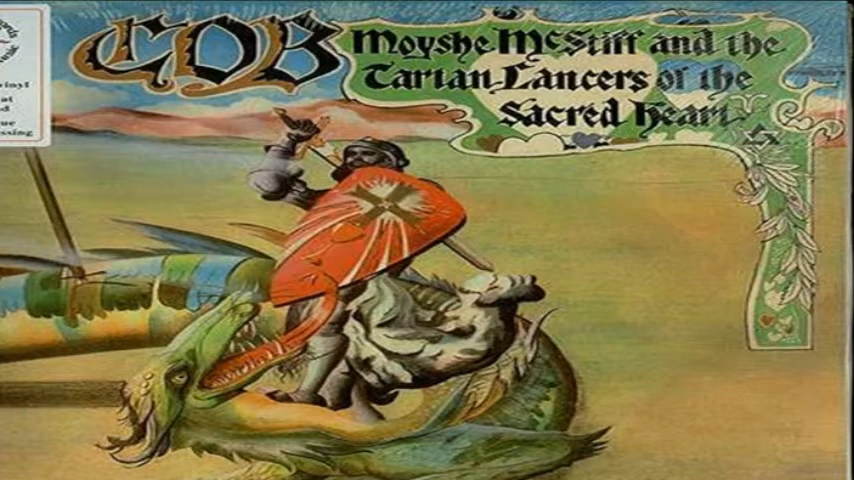 COB
Moyshe McStiff and the
Tartan Lancers of the
Sacred Heart